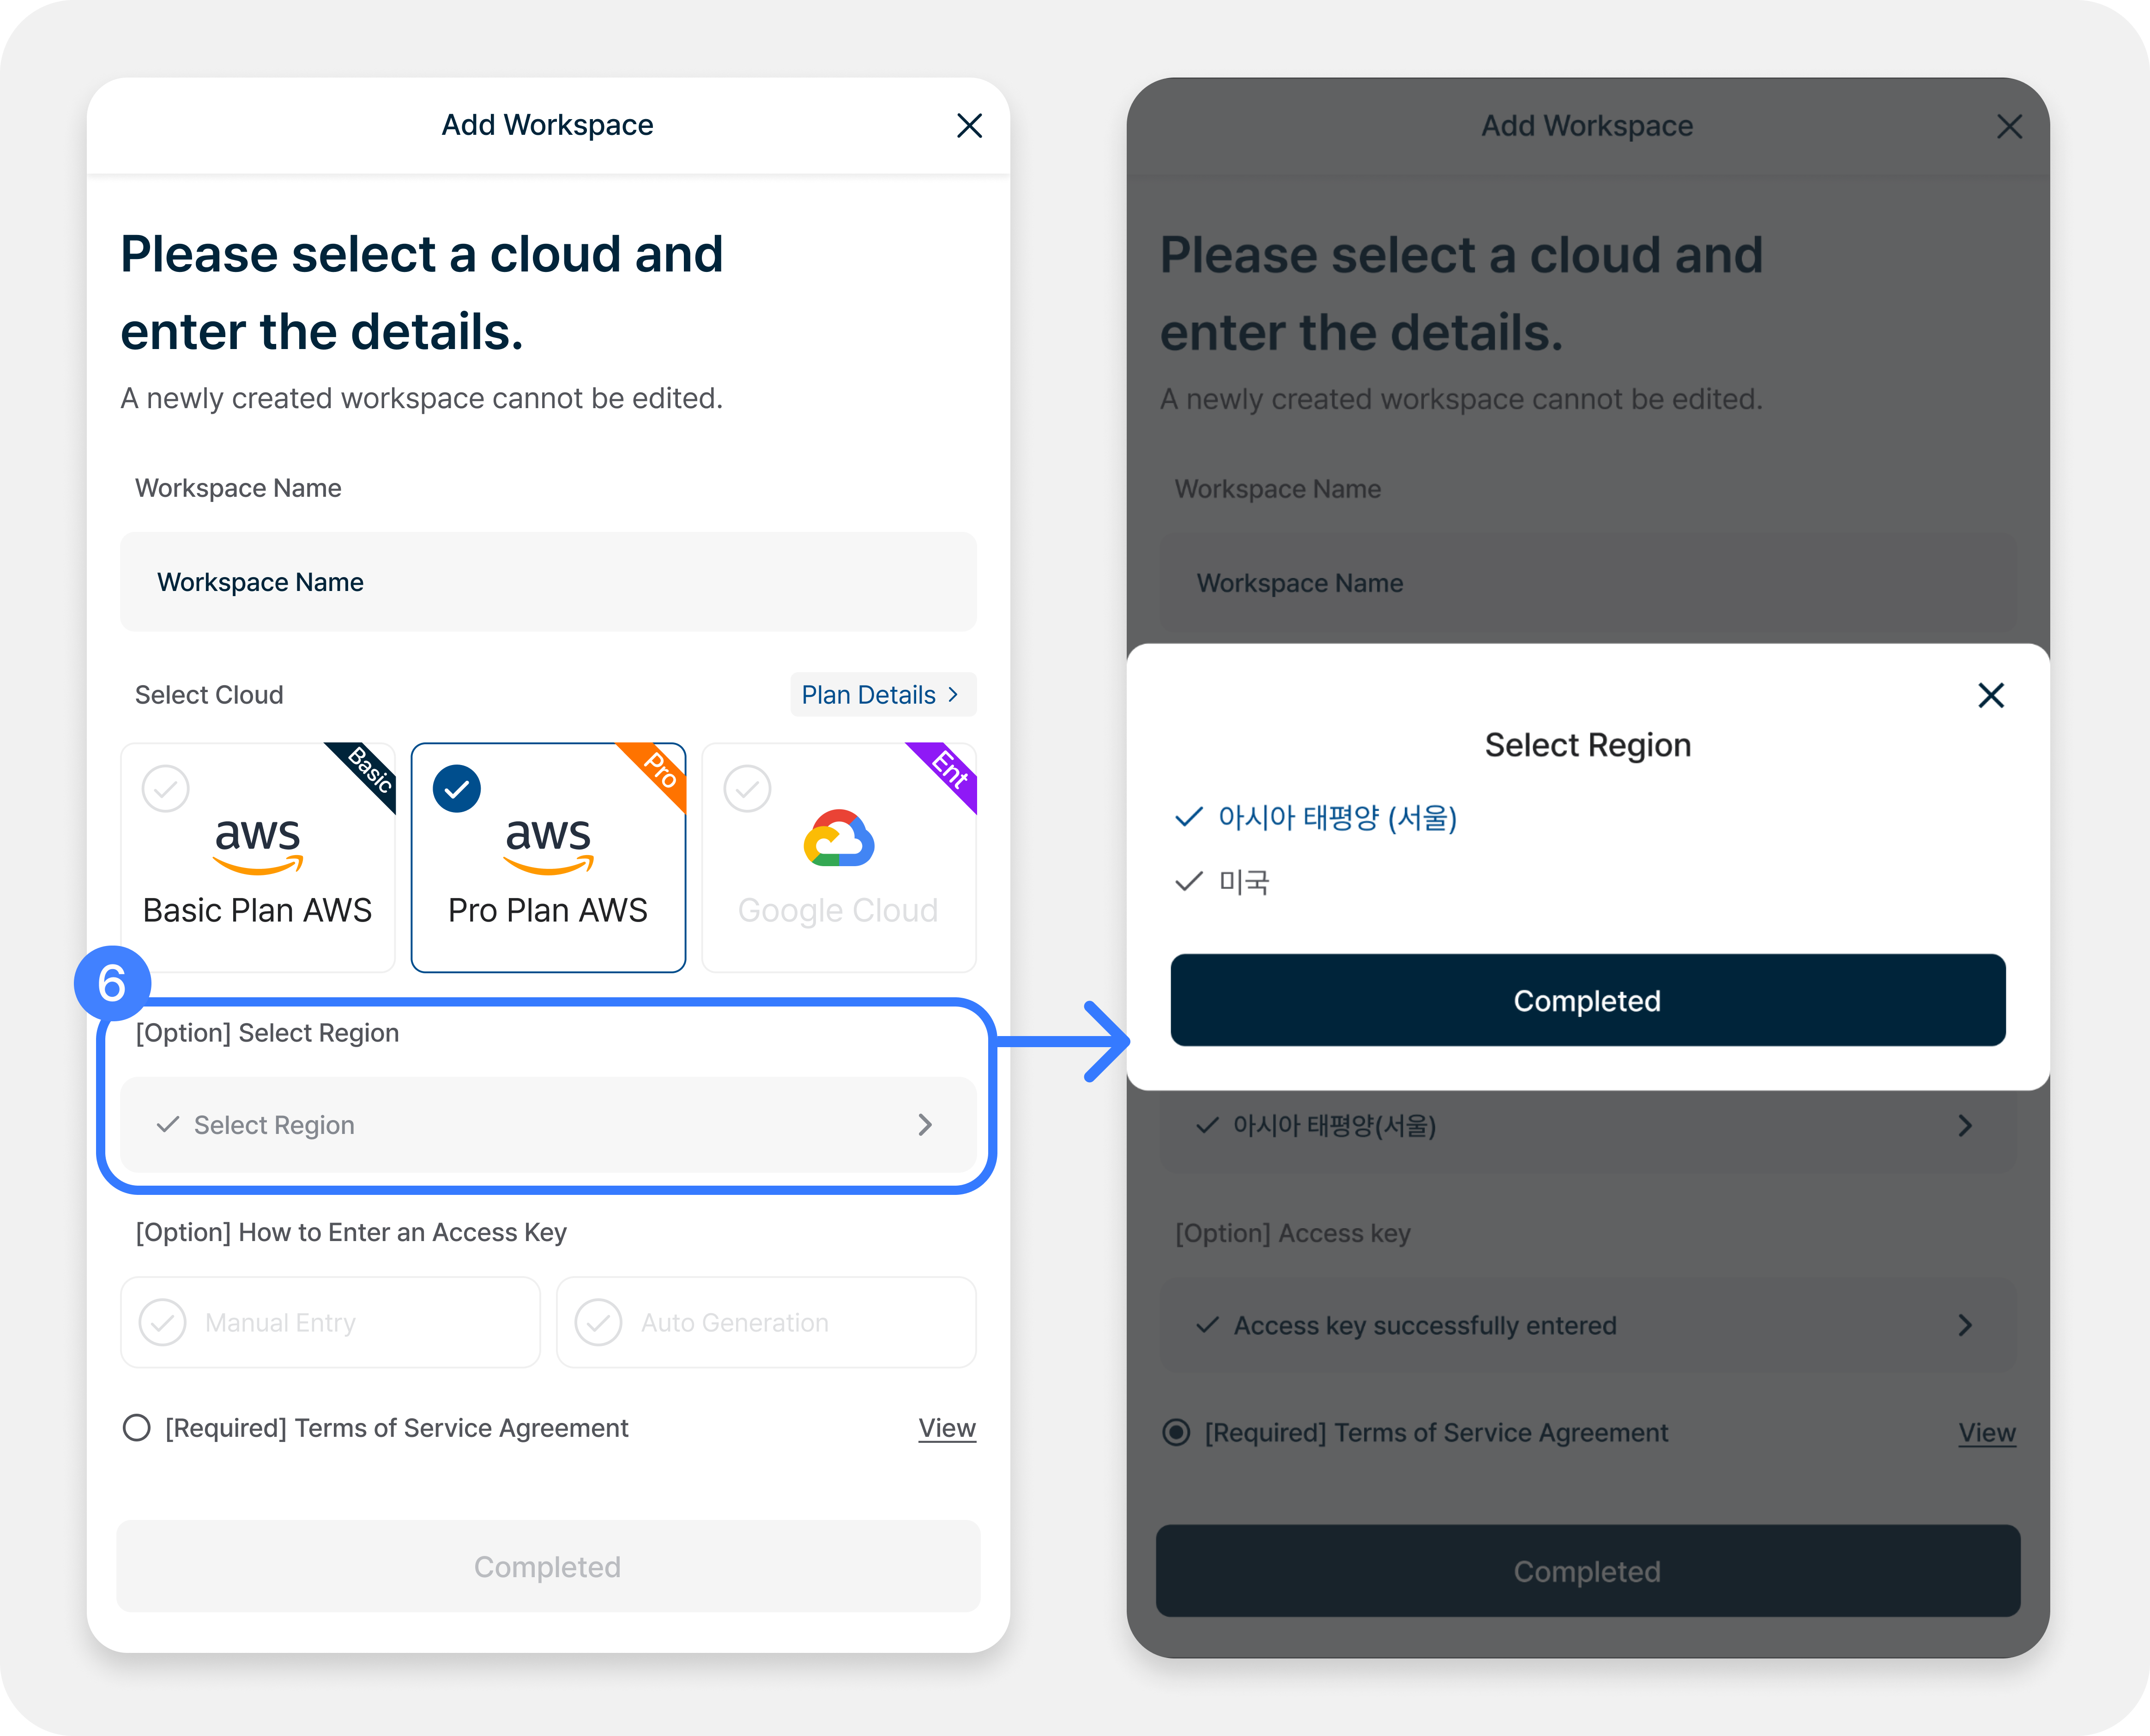 Add Workspace
Please select a cloud and
enter the details.
A newly created workspace cannot be edited.
Workspace Name
Workspace Name
Select Cloud
Plan Details
Basic
aws
Basic Plan AWS
Pro
aws
Pro Plan AWS
Ent
Google Cloud
6
[Option] Select Region
Select Region
[Option] How to Enter an Access Key
Manual Entry
Auto Generation
[Required] Terms of Service Agreement
View
Completed
Add Workspace
Please select a cloud and
enter the details.
A newly created workspace cannot be edited.
Workspace Name
Workspace Name
Select Region
아시아 태평양 (서울)
미국
Completed
아시아 태평양(서울)
[Option] Access key
Access key successfully entered
[Required] Terms of Service Agreement
View
Completed